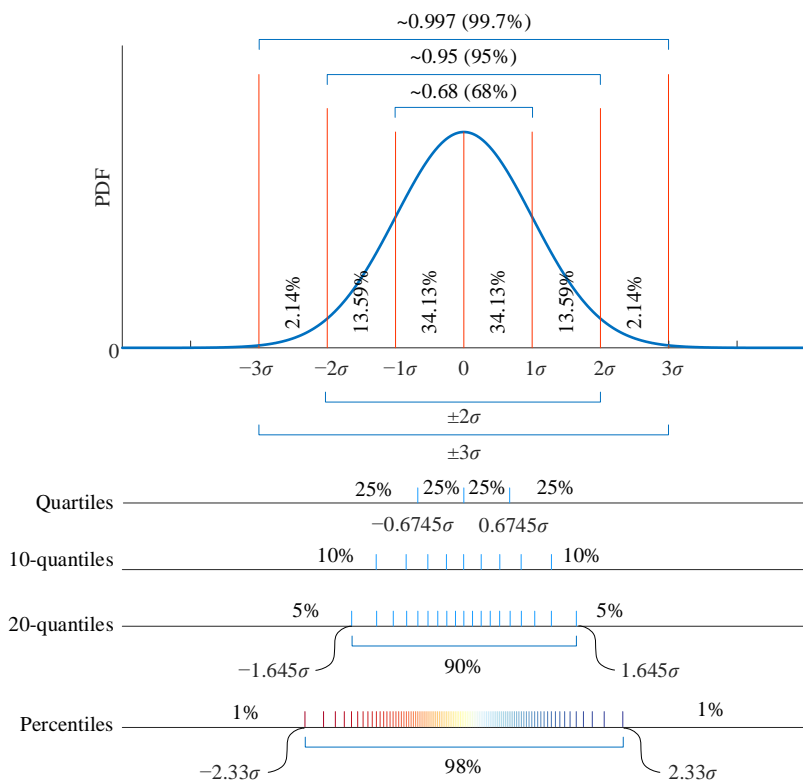 ~0.997 (99.7%)
~0.95 (95%)
~0.68 (68%)
PDF
2.14%
13.59%
34.13%
34.13%
13.59%
2.14%
0
−3σ −2σ −1σ 0 1σ 2σ 3σ
±2σ
±3σ
Quartiles 25% 25% 25% 25%
−0.6745σ 0.6745σ
10-quantiles 10% 10%
20-quantiles 5% 5%
−1.645σ 90% 1.645σ
Percentiles 1% 1%
−2.33σ 98% 2.33σ